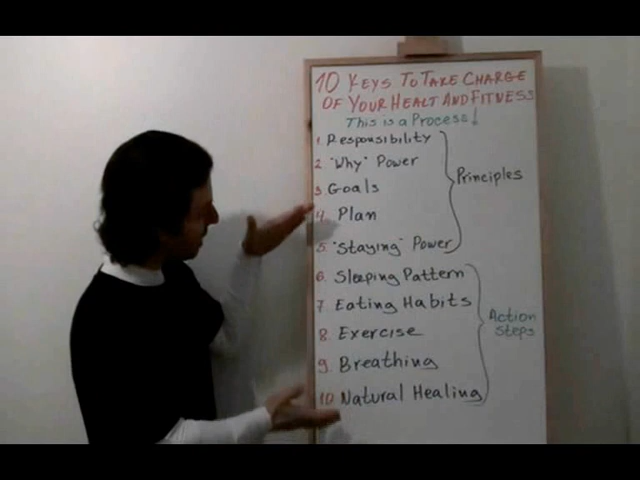 10 KEYS TO TAKE CHARGE
OF YOUR HEALT AND FITNESS
This is a Process!
1. Responsibility
2. "Why" Power
3. Goals
4. Plan
5. "Staying" Power
Principles
6. Sleeping Pattern
7. Eating Habits
8. Exercise
9. Breathing
10. Natural Healing
Action
steps